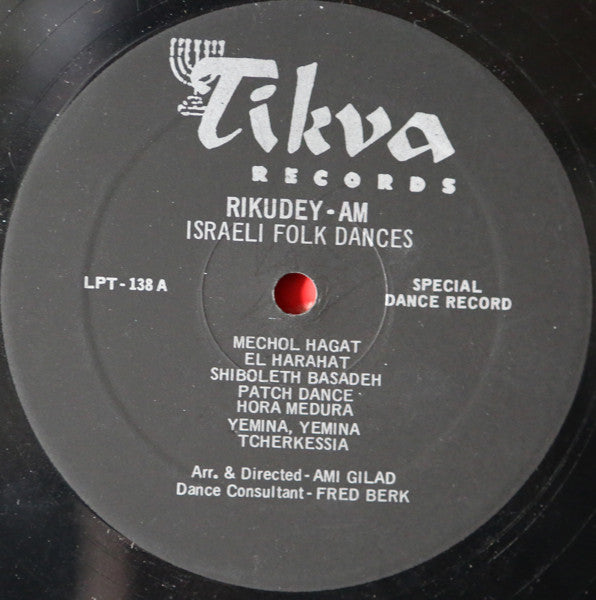 Tikva
RECORDS
RIKUDEY-AM
ISRAELI FOLK DANCES
LPT-138 A
SPECIAL
DANCE RECORD
MECHOL HAGAT
EL HARAHAT
SHIBOLETH BASADEH
PATCH DANCE
HORA MEDURA
YEMINA, YEMINA
TCHERKESSIA
Arr. & Directed-AMI GILAD
Dance Consultant-FRED BERK